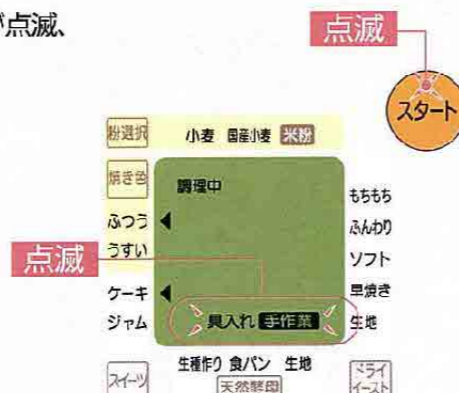 が点滅、
点滅
スタート
粉選択
小麦 国産小麦 米粉
焼き色
調理中
もちもち
ふつう
ふんわり
うすい
ソフト
点滅
ケーキ
早焼き
具入れ 手作業
ジャム
生地
生種作り 食パン 生地
スイーツ
天然酵母
ドライ
イースト